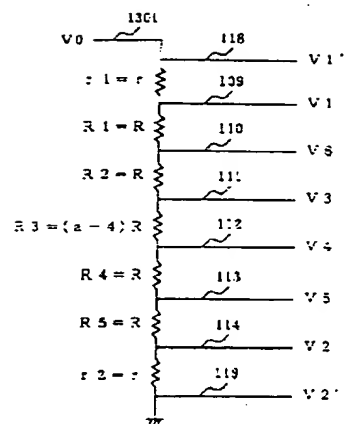 1301
V0
118
V1'
r1=r
109
V1
R1=R
110
V6
R2=R
111
V3
R3=(a-4)R
112
V4
R4=R
113
V5
R5=R
114
V2
r2=r
119
V2'